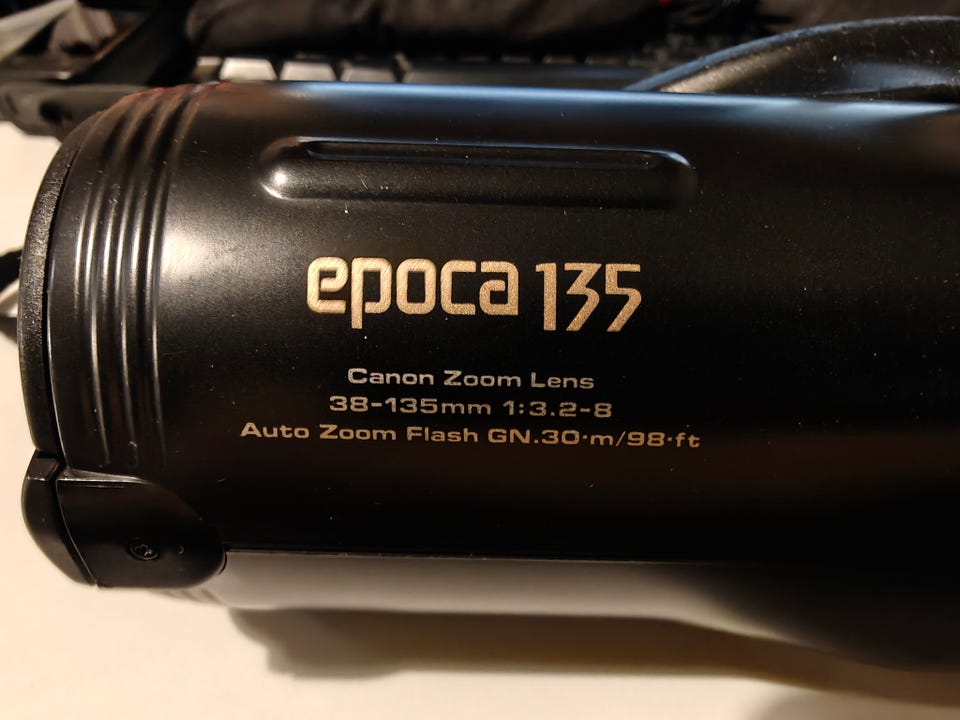 epoca 135
Canon Zoom Lens
38-135mm 1:3.2-8
Auto Zoom Flash GN.30·m/98·ft